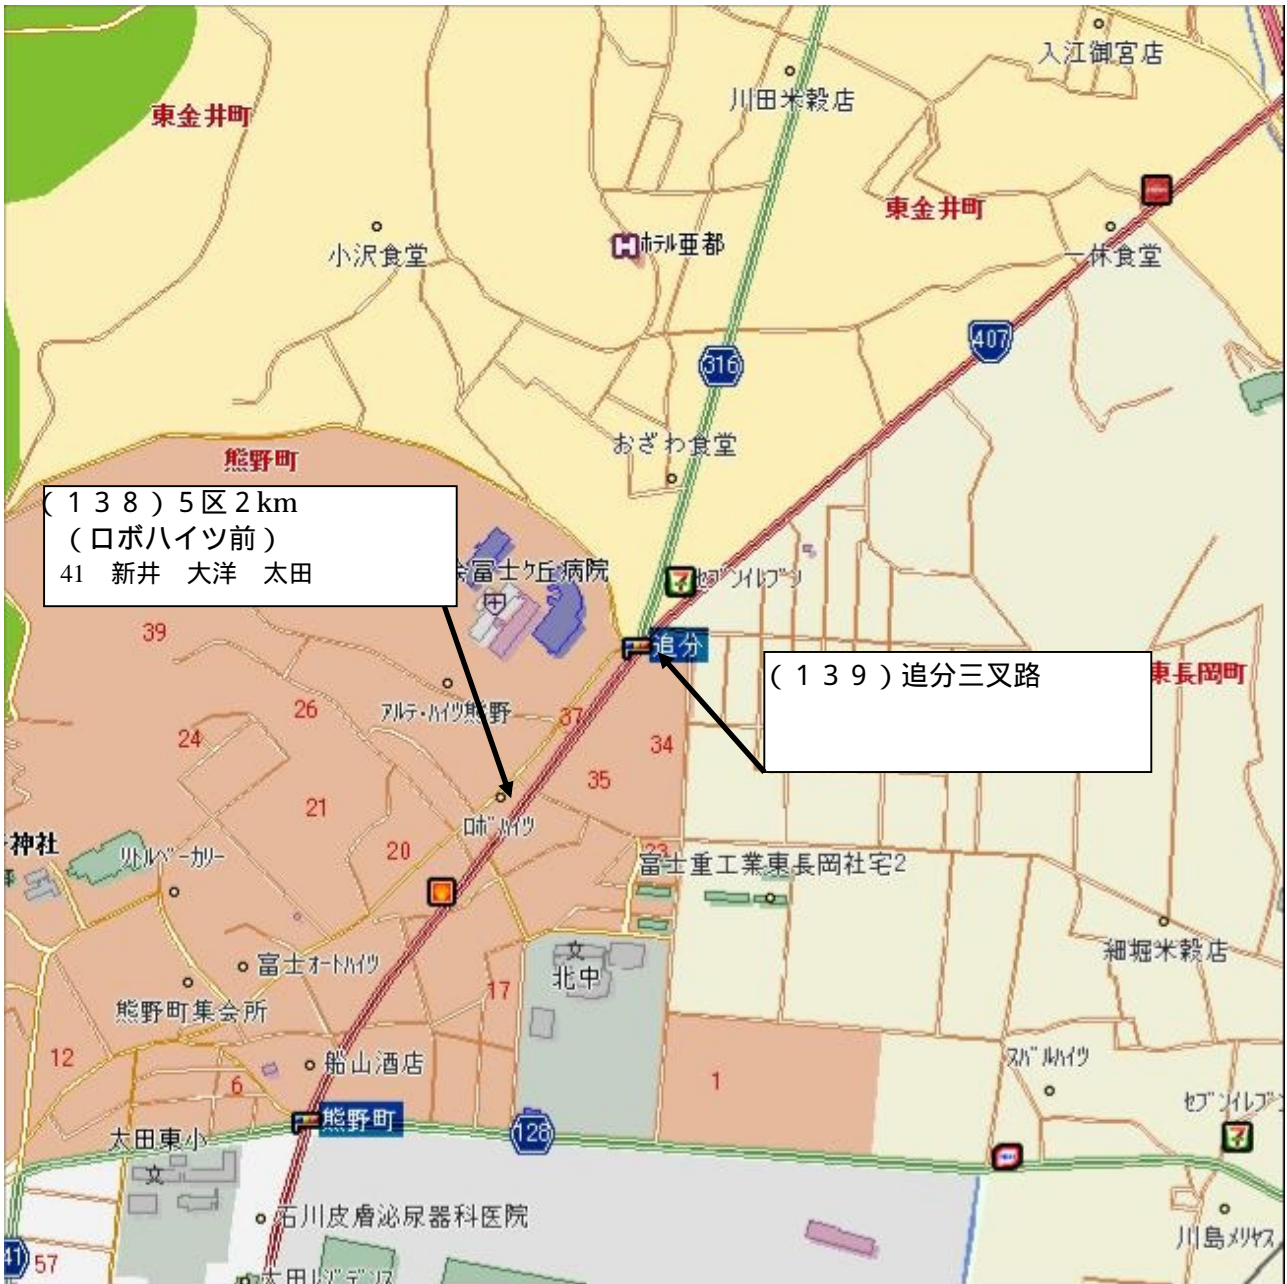 入江御宮店
川田米穀店
東金井町
東金井町
小沢食堂
ホテル亜都
一休食堂
407
316
おざわ食堂
熊野町
(138)5区2km
(ロボハイツ前)
41 新井 大洋 太田
富士ケ丘病院
セブンイレブン
追分
(139)追分三叉路
東長岡町
39
26
アルテ・ハイツ熊野
37
24
34
35
21
ロボハイツ
神社
リトルベーカリー
20
23
富士重工業東長岡社宅2
細堀米穀店
富士オートハイツ
文
北中
17
熊野町集会所
12
船山酒店
6
1
スバルハイツ
セブンイレブン
熊野町
128
太田東小
文
石川皮膚泌尿器科医院
川島メリヤス
41
57
太田レジデンス